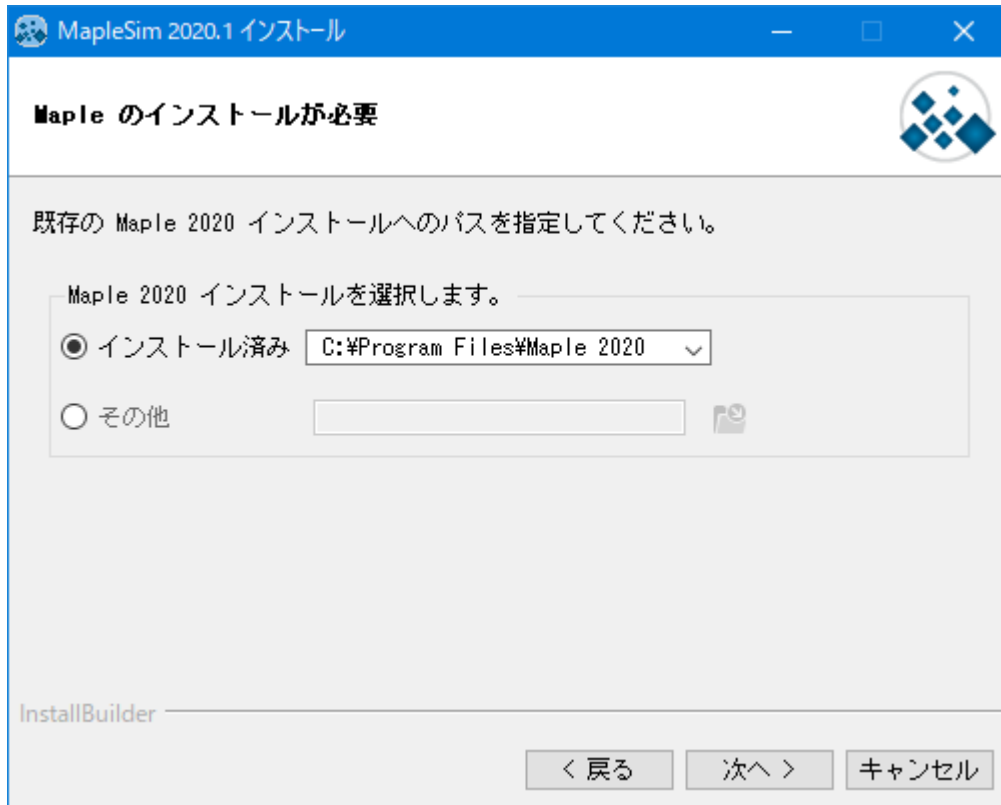 MapleSim 2020.1 インストール
Maple のインストールが必要
既存の Maple 2020 インストールへのパスを指定してください。
Maple 2020 インストールを選択します。
インストール済み C:¥Program Files¥Maple 2020
その他
InstallBuilder
< 戻る 次へ > キャンセル